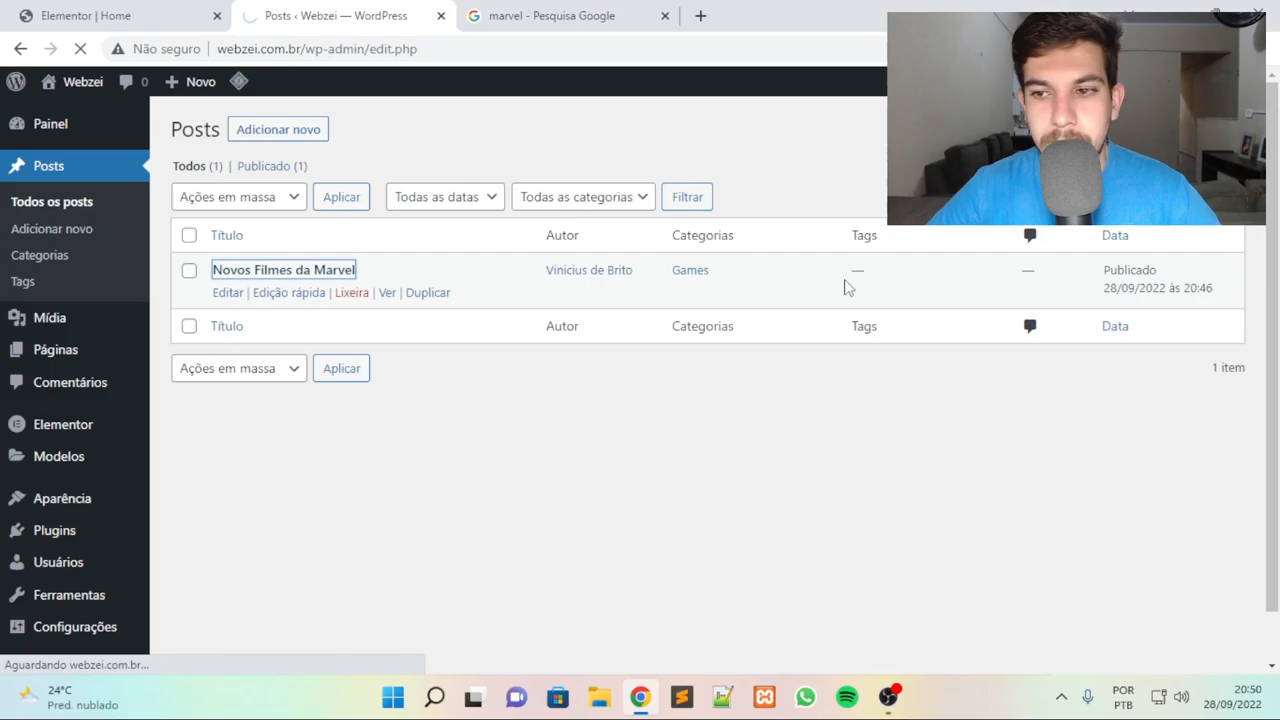 Elementor | Home
Posts ‹ Webzei — WordPress
marvel - Pesquisa Google
Não seguro | webzei.com.br/wp-admin/edit.php
Webzei 0 Novo
Painel
Posts
Todos os posts
Adicionar novo
Categorias
Tags
Mídia
Páginas
Comentários
Elementor
Modelos
Aparência
Plugins
Usuários
Ferramentas
Configurações
Posts Adicionar novo
Todos (1) | Publicado (1)
Ações em massa Aplicar Todas as datas Todas as categorias Filtrar
Título Autor Categorias Tags Data
Novos Filmes da Marvel Vinicius de Brito Games — — Publicado
28/09/2022 às 20:46
Editar | Edição rápida | Lixeira | Ver | Duplicar
Título Autor Categorias Tags Data
Ações em massa Aplicar 1 item
Aguardando webzei.com.br...
24°C
Pred. nublado
POR
PTB
20:50
28/09/2022